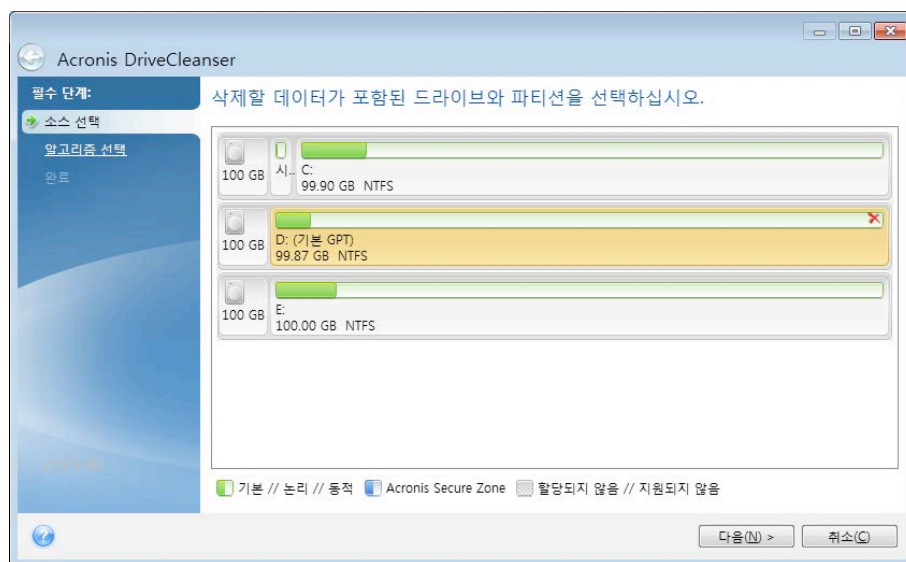 Acronis DriveCleanser
필수 단계:
소스 선택
알고리즘 선택
완료
삭제할 데이터가 포함된 드라이브와 파티션을 선택하십시오.
100 GB
시...
C:
99.90 GB NTFS
100 GB
D: (기본 GPT)
99.87 GB NTFS
100 GB
E:
100.00 GB NTFS
기본 // 논리 // 동적 Acronis Secure Zone 할당되지 않음 // 지원되지 않음
다음(N) > 취소(C)